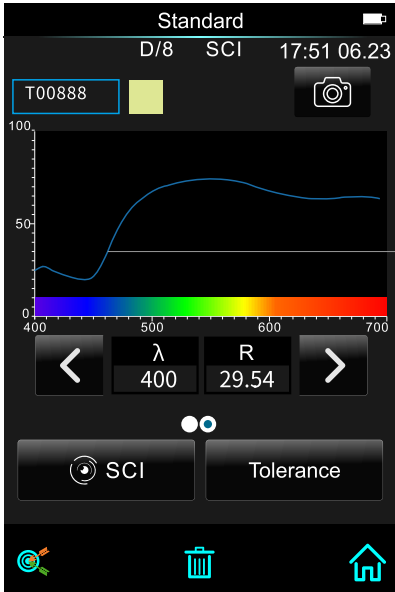 Standard
D/8 SCI 17:51 06.23
T00888
100
50
0
400 500 600 700
λ R
400 29.54
SCI Tolerance